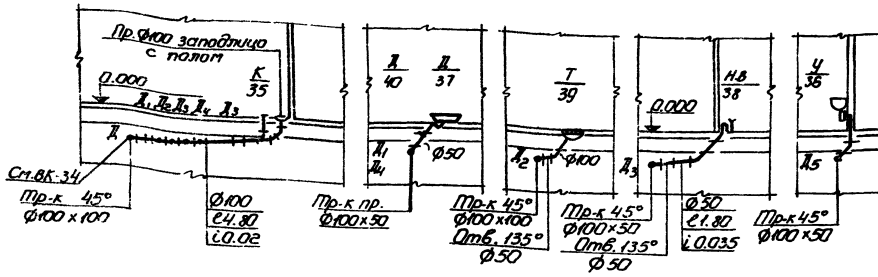 Пр. Ф100 заподлицо
с полом
К
35
0.000
Д₁ Д₂ Д₃ Д₄ Д₃
Д
См. ВК-34
Тр-к 45°
Ф100×100
Ф100
ℓ4.80
i0.02
Д
40
Д
37
Д₁
Д₄
Ф50
Тр-к пр.
Ф100×50
Т
39
Д₂
Ф100
Тр-к 45°
Ф100×100
Отв. 135°
Ф50
Н.В
38
0.000
Д₃
Тр-к 45°
Ф100×50
Отв. 135°
Ф50
Ф50
ℓ1.80
i0.035
У
36
Д₅
Тр-к 45°
Ф100×50